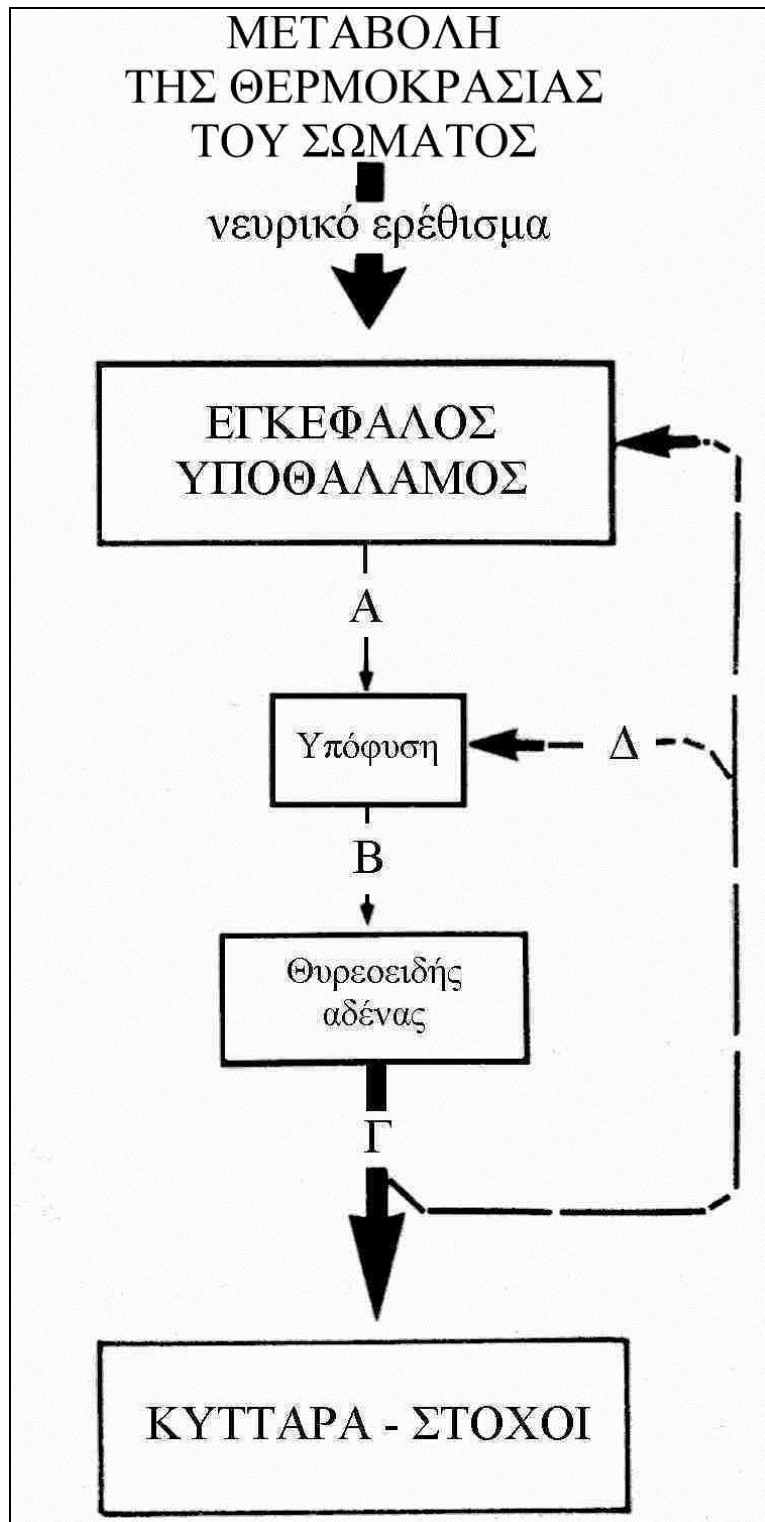 ΜΕΤΑΒΟΛΗ
ΤΗΣ ΘΕΡΜΟΚΡΑΣΙΑΣ
ΤΟΥ ΣΩΜΑΤΟΣ
νευρικό ερέθισμα
ΕΓΚΕΦΑΛΟΣ
ΥΠΟΘΑΛΑΜΟΣ
Α
Υπόφυση
Δ
Β
Θυρεοειδής
αδένας
Γ
ΚΥΤΤΑΡΑ - ΣΤΟΧΟΙ